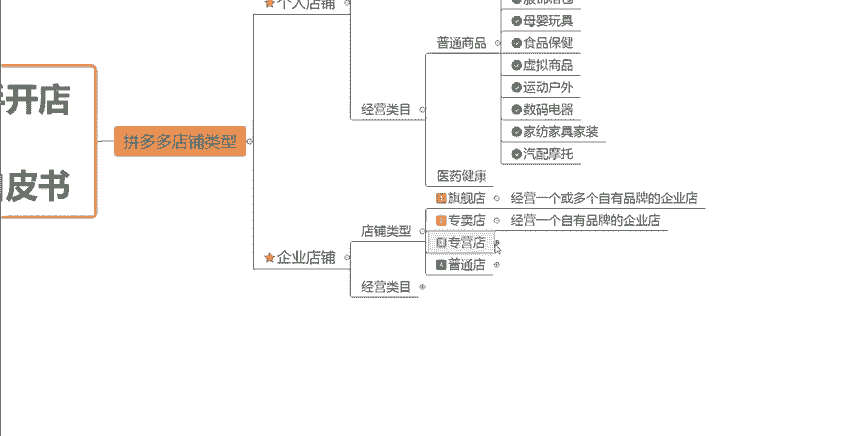 个人店铺
母婴玩具
普通商品
食品保健
虚拟商品
开店
运动户外
经营类目
数码电器
拼多多店铺类型
家纺家具家装
汽配摩托
皮书
医药健康
1 旗舰店 经营一个或多个自有品牌的企业店
2 专卖店 经营一个自有品牌的企业店
店铺类型
3 专营店
企业店铺
4 普通店
经营类目